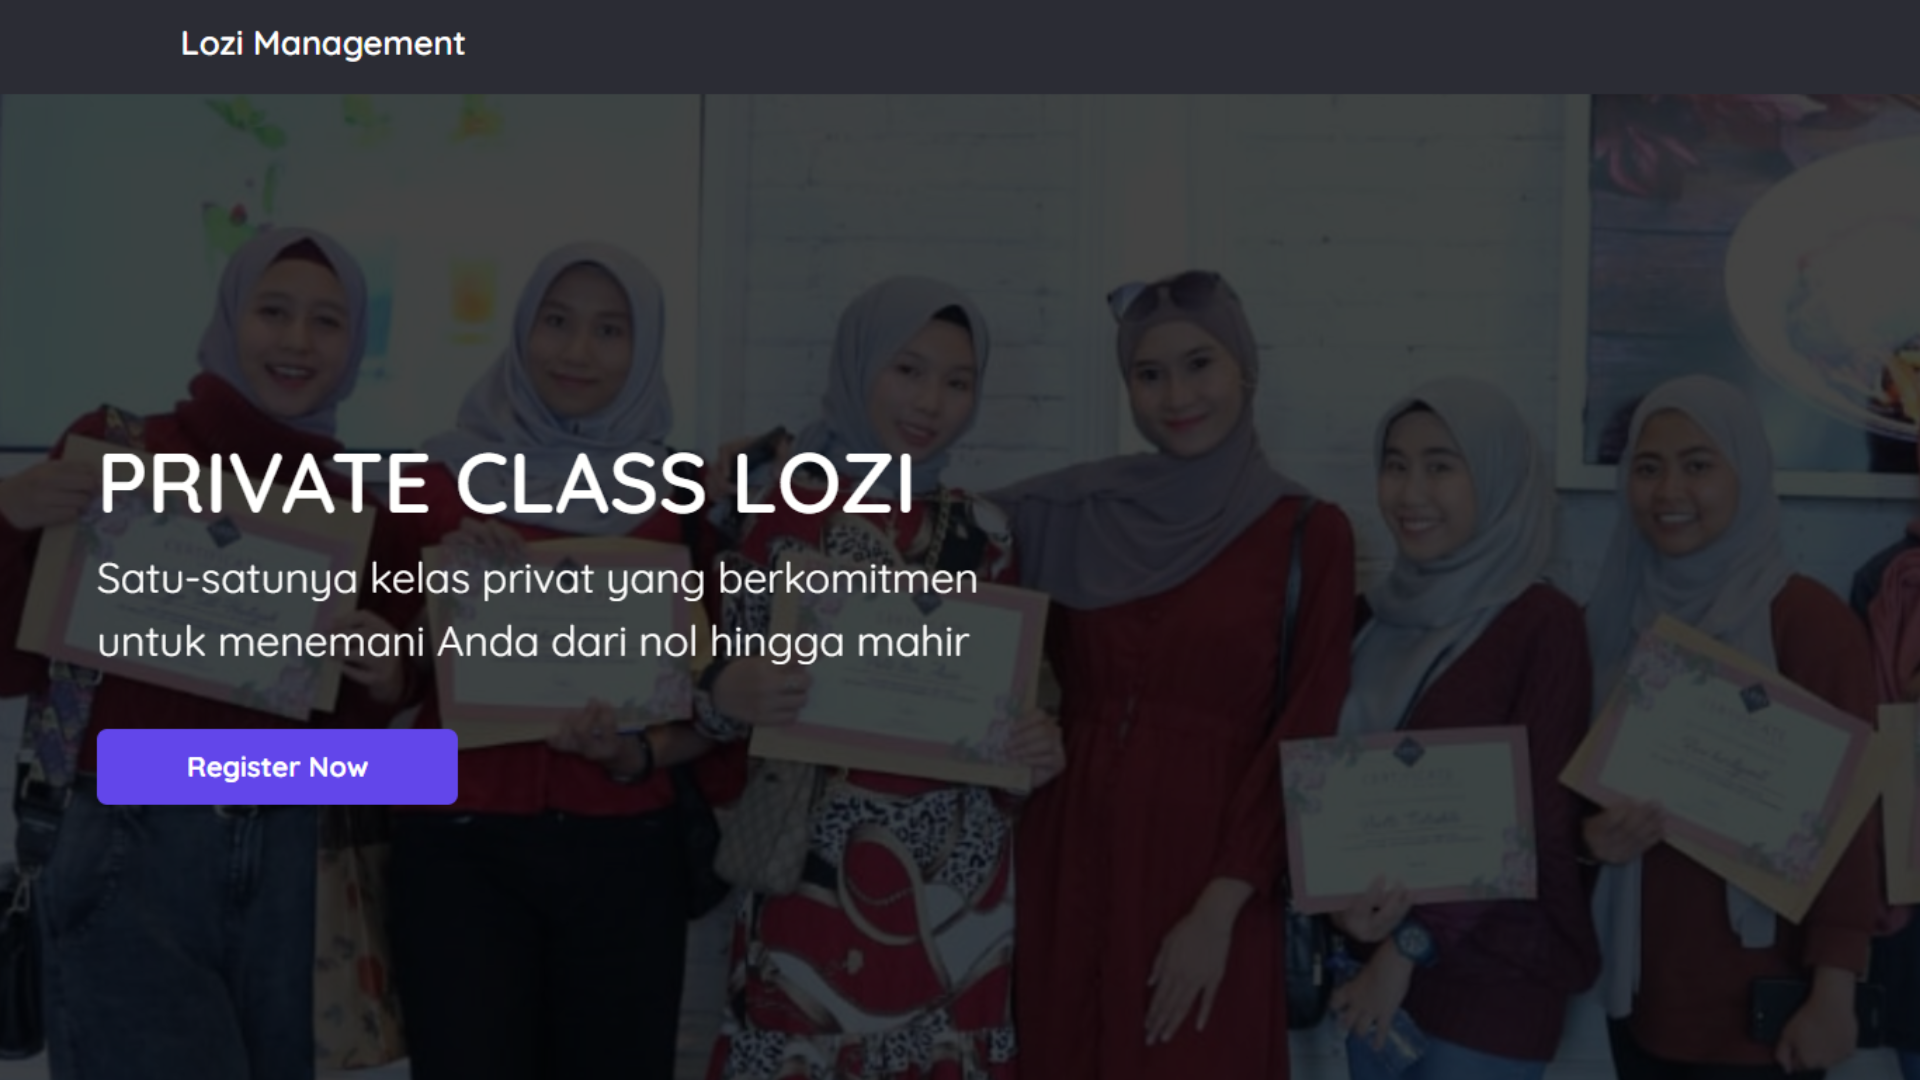 Lozi Management
PRIVATE CLASS LOZI
Satu-satunya kelas privat yang berkomitmen
untuk menemani Anda dari nol hingga mahir
Register Now